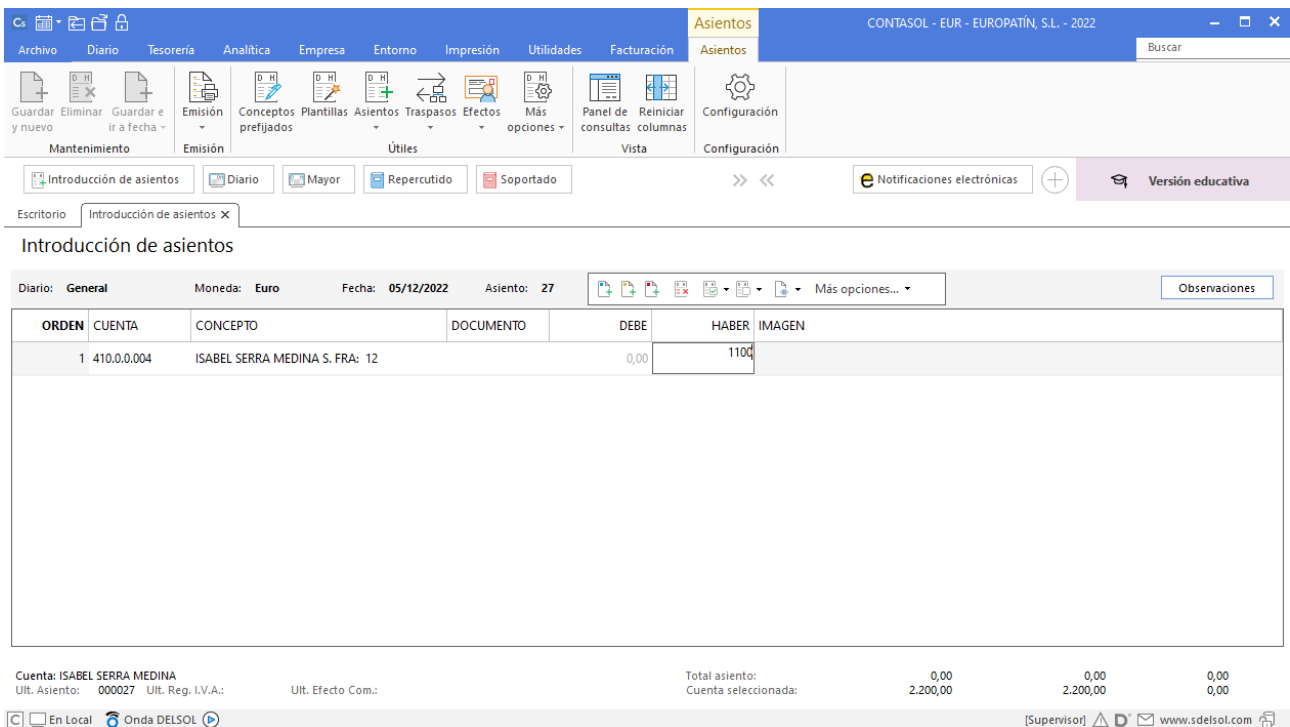 Cs Asientos CONTASOL - EUR - EUROPATÍN, S.L. - 2022
Archivo Diario Tesorería Analítica Empresa Entorno Impresión Utilidades Facturación Asientos Buscar
Guardar y nuevo Eliminar Guardar e ir a fecha Emisión Conceptos prefijados Plantillas Asientos Traspasos Efectos Más opciones Panel de consultas Reiniciar columnas Configuración
Mantenimiento Emisión Útiles Vista Configuración
Introducción de asientos Diario Mayor Repercutido Soportado Notificaciones electrónicas Versión educativa
Escritorio Introducción de asientos X
Introducción de asientos
Diario: General Moneda: Euro Fecha: 05/12/2022 Asiento: 27 Más opciones... Observaciones
ORDEN CUENTA CONCEPTO DOCUMENTO DEBE HABER IMAGEN
1 410.0.0.004 ISABEL SERRA MEDINA S. FRA: 12 0,00 1100
Cuenta: ISABEL SERRA MEDINA Total asiento: 0,00 0,00 0,00
Ult. Asiento: 000027 Ult. Reg. I.V.A.: Ult. Efecto Com.: Cuenta seleccionada: 2.200,00 2.200,00 0,00
C En Local Onda DELSOL [Supervisor] D www.sdelsol.com